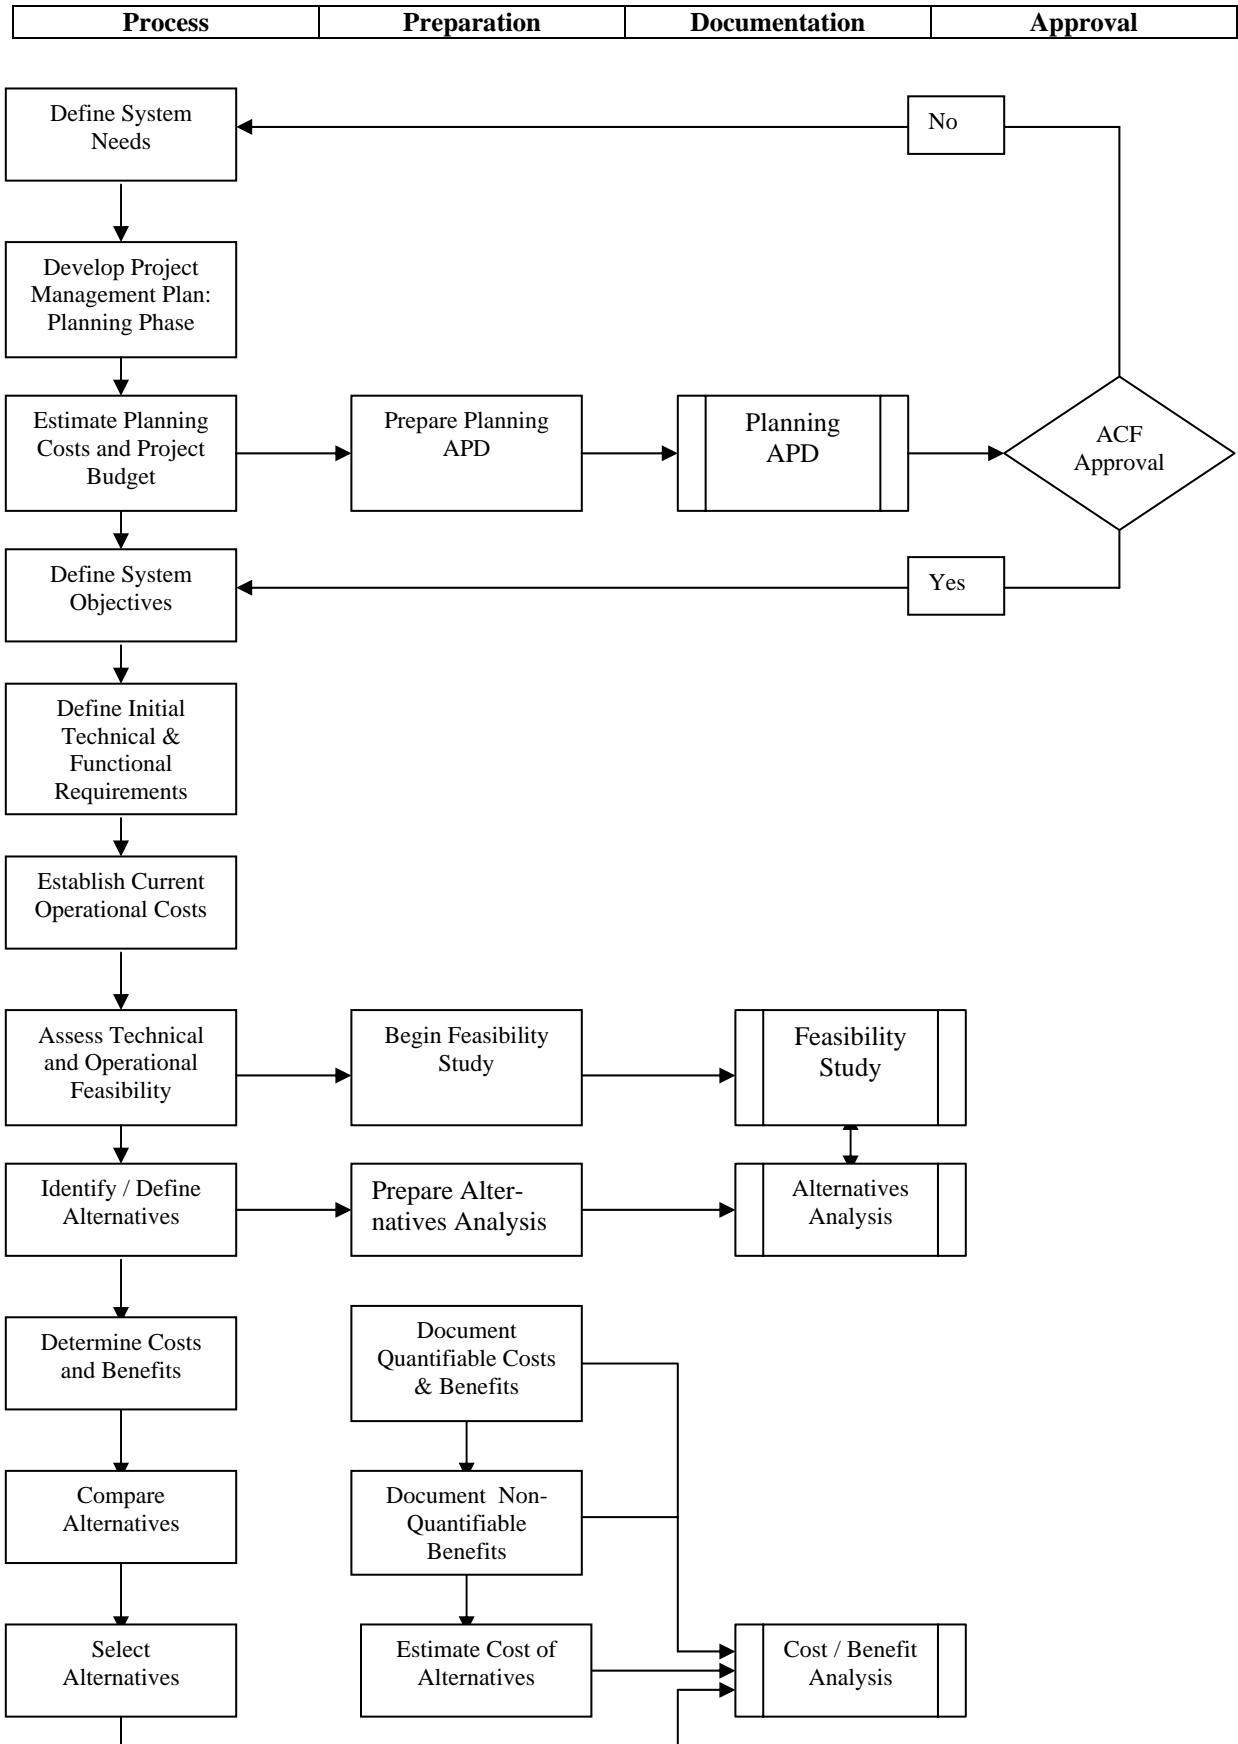 Process Preparation Documentation Approval
Define System
Needs
No
Develop Project
Management Plan:
Planning Phase
Estimate Planning
Costs and Project
Budget
Prepare Planning
APD
Planning
APD
ACF
Approval
Define System
Objectives
Yes
Define Initial
Technical &
Functional
Requirements
Establish Current
Operational Costs
Assess Technical
and Operational
Feasibility
Begin Feasibility
Study
Feasibility
Study
Identify / Define
Alternatives
Prepare Alter-
natives Analysis
Alternatives
Analysis
Determine Costs
and Benefits
Document
Quantifiable Costs
& Benefits
Compare
Alternatives
Document Non-
Quantifiable
Benefits
Select
Alternatives
Estimate Cost of
Alternatives
Cost / Benefit
Analysis